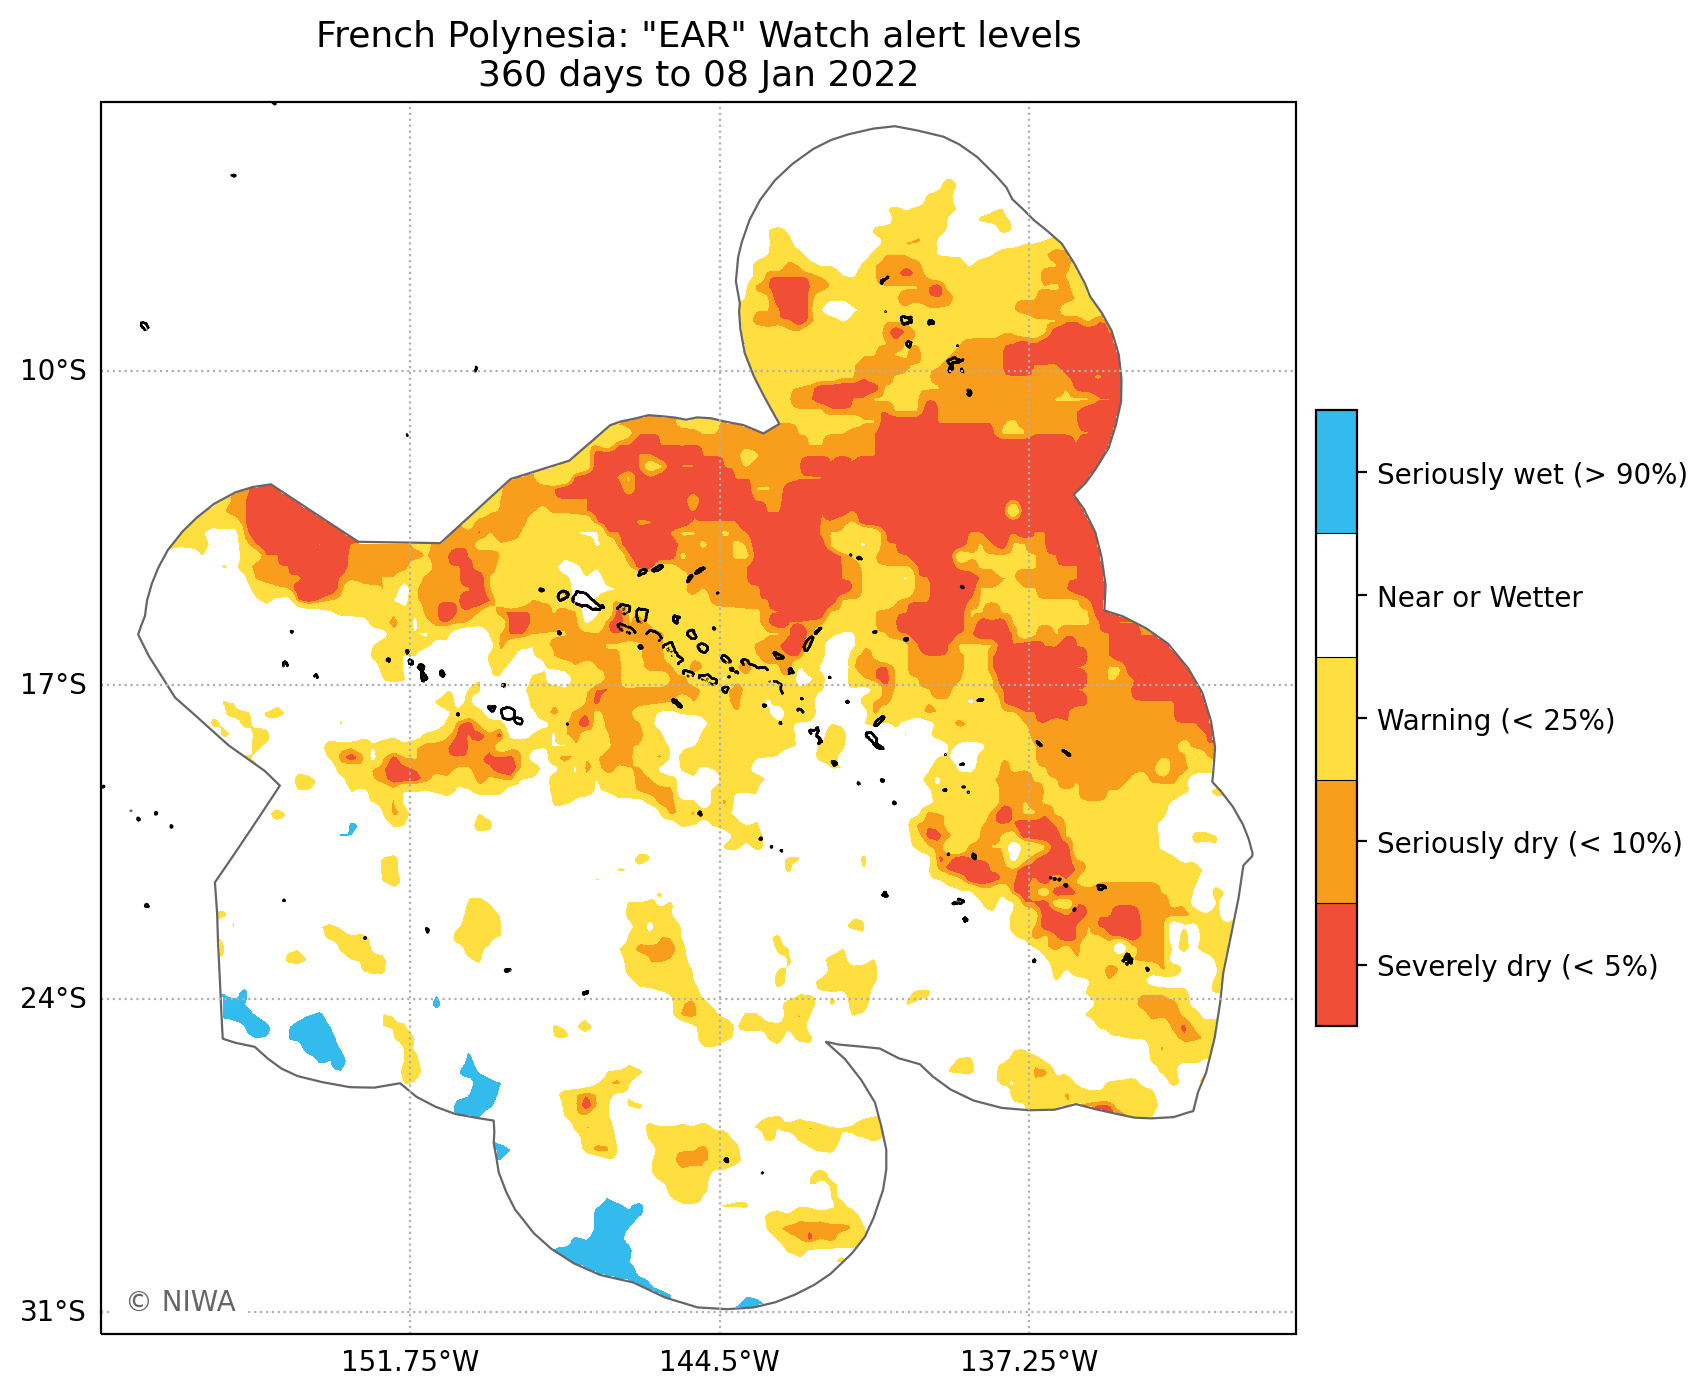 French Polynesia: "EAR" Watch alert levels
360 days to 08 Jan 2022
10°S
17°S
24°S
31°S
151.75°W
144.5°W
137.25°W
© NIWA
Seriously wet (> 90%)
Near or Wetter
Warning (< 25%)
Seriously dry (< 10%)
Severely dry (< 5%)